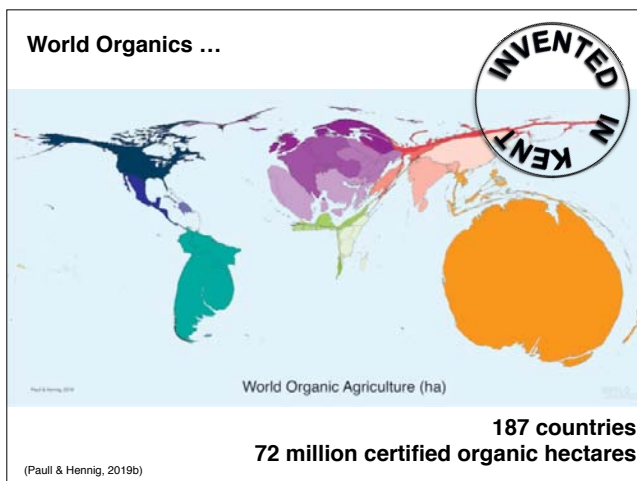 World Organics ...
INVENTED IN KENT
Paull & Hennig, 2019
World Organic Agriculture (ha)
187 countries
72 million certified organic hectares
(Paull & Hennig, 2019b)